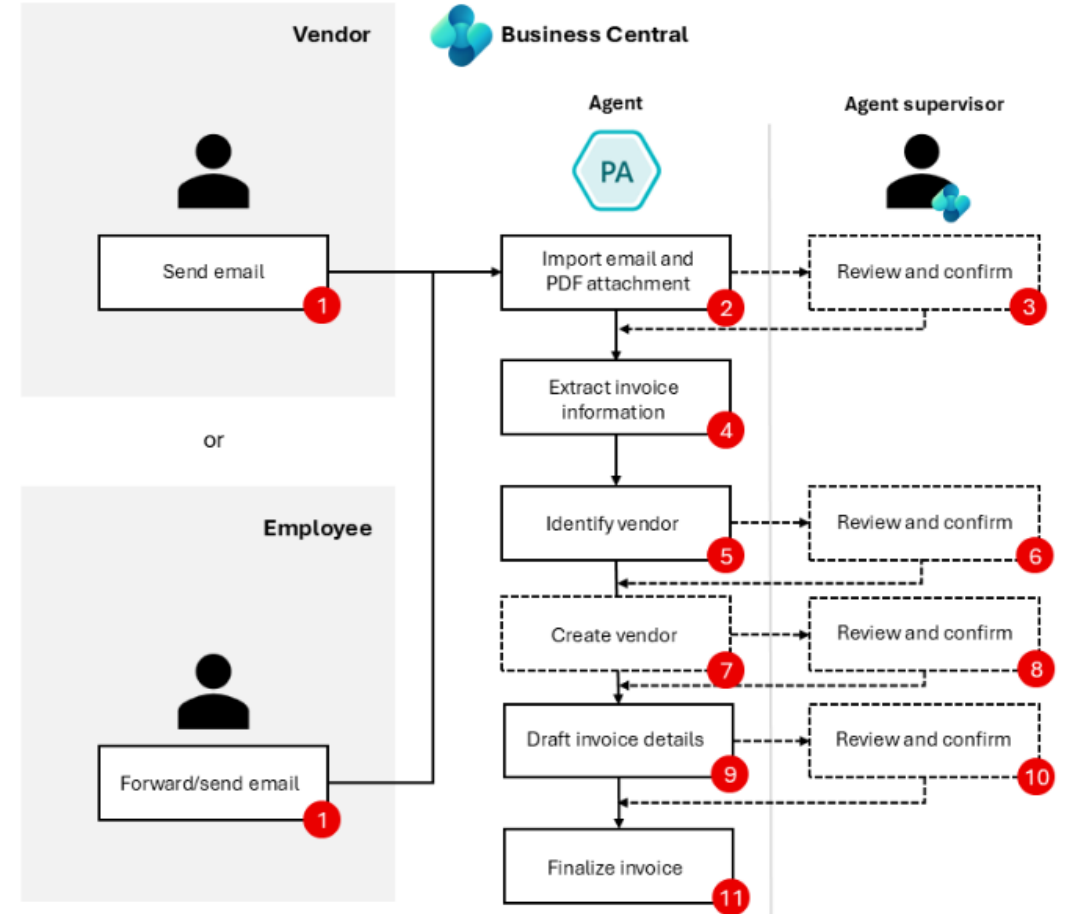 Vendor
Business Central
Agent
Agent supervisor
PA
Send email
1
Import email and
PDF attachment
2
Review and confirm
3
Extract invoice
information
4
or
Employee
Identify vendor
5
Review and confirm
6
Create vendor
7
Review and confirm
8
Draft invoice details
9
Review and confirm
10
Forward/send email
1
Finalize invoice
11